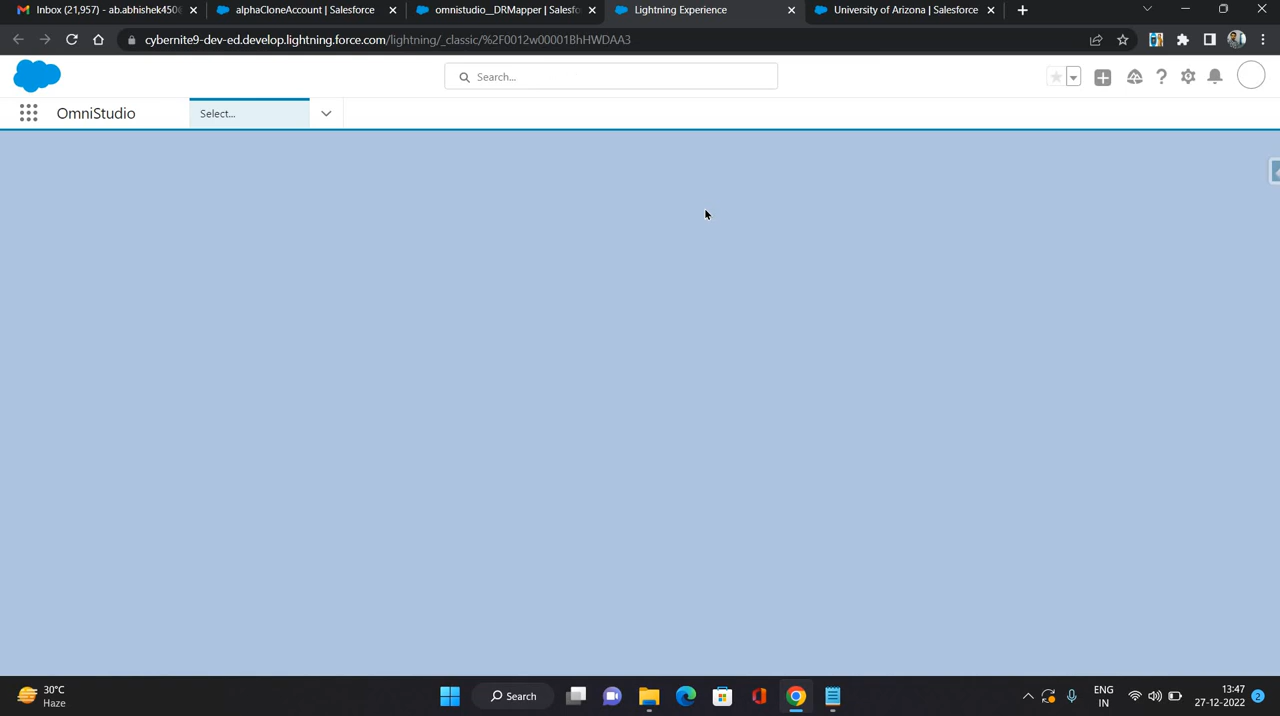 Inbox (21,957) - ab.abhishek450
alphaCloneAccount | Salesforce
omnistudio__DRMapper | Salesfo
Lightning Experience
University of Arizona | Salesforce
cybernite9-dev-ed.develop.lightning.force.com/lightning/_classic/%2F0012w00001BhHWDAA3
Search...
OmniStudio
Select...
30°C
Haze
Search
ENG
IN
13:47
27-12-2022
2